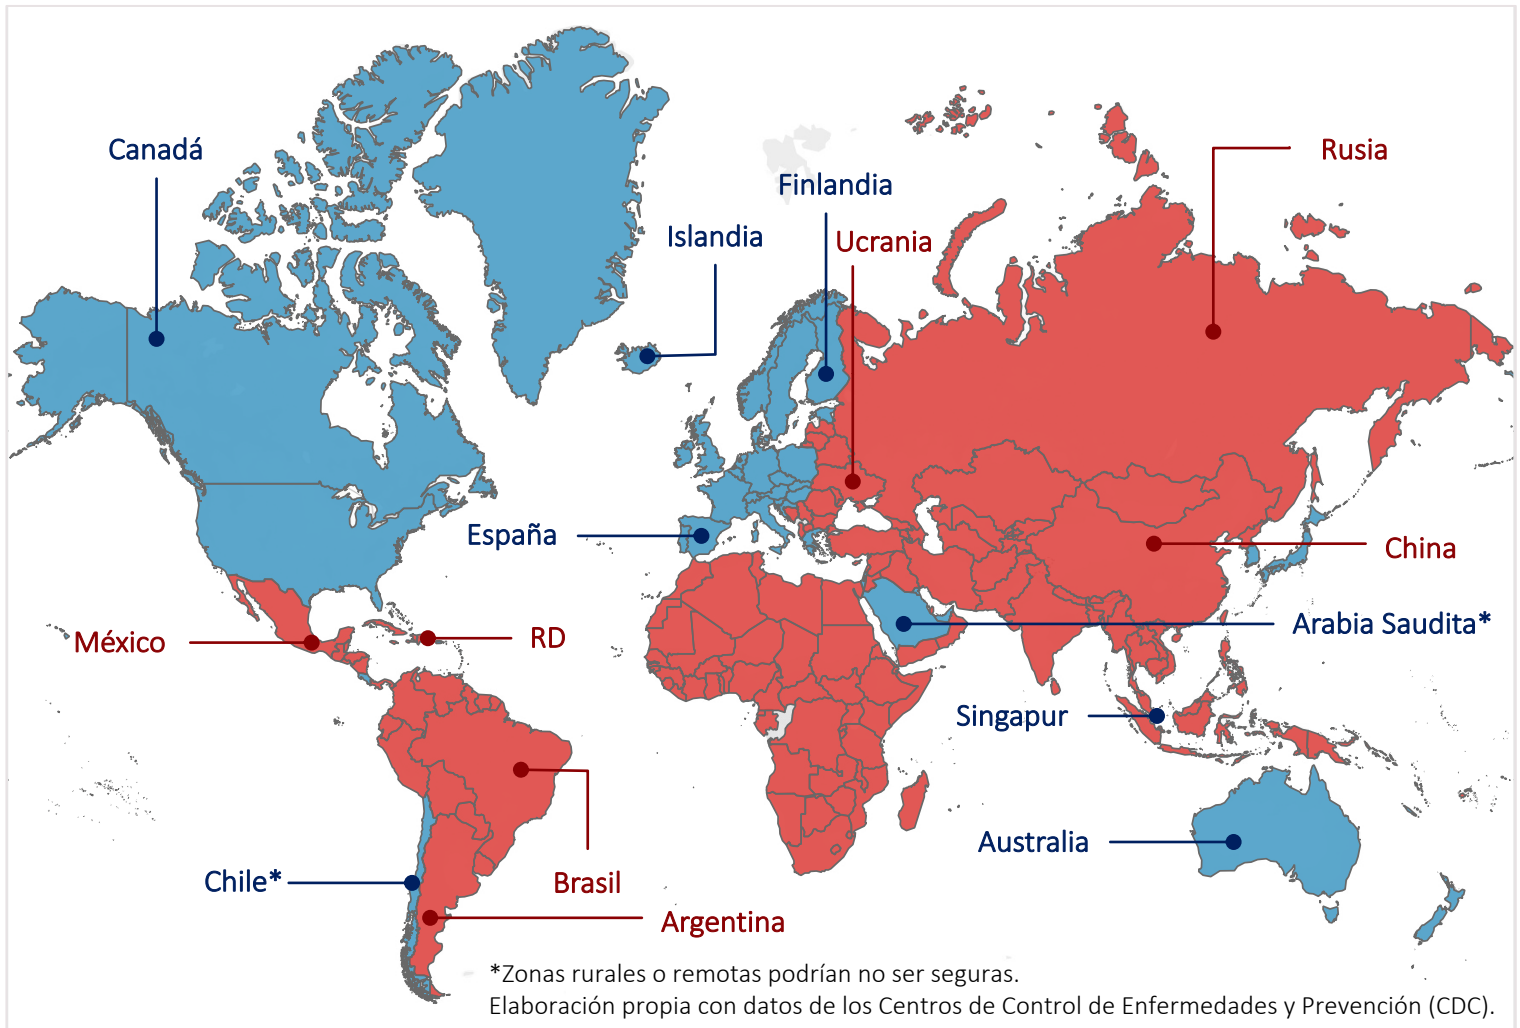 Canadá
Rusia
Finlandia
Islandia
Ucrania
España
China
México
RD
Arabia Saudita*
Singapur
Australia
Chile*
Brasil
Argentina
*Zonas rurales o remotas podrían no ser seguras.
Elaboración propia con datos de los Centros de Control de Enfermedades y Prevención (CDC).